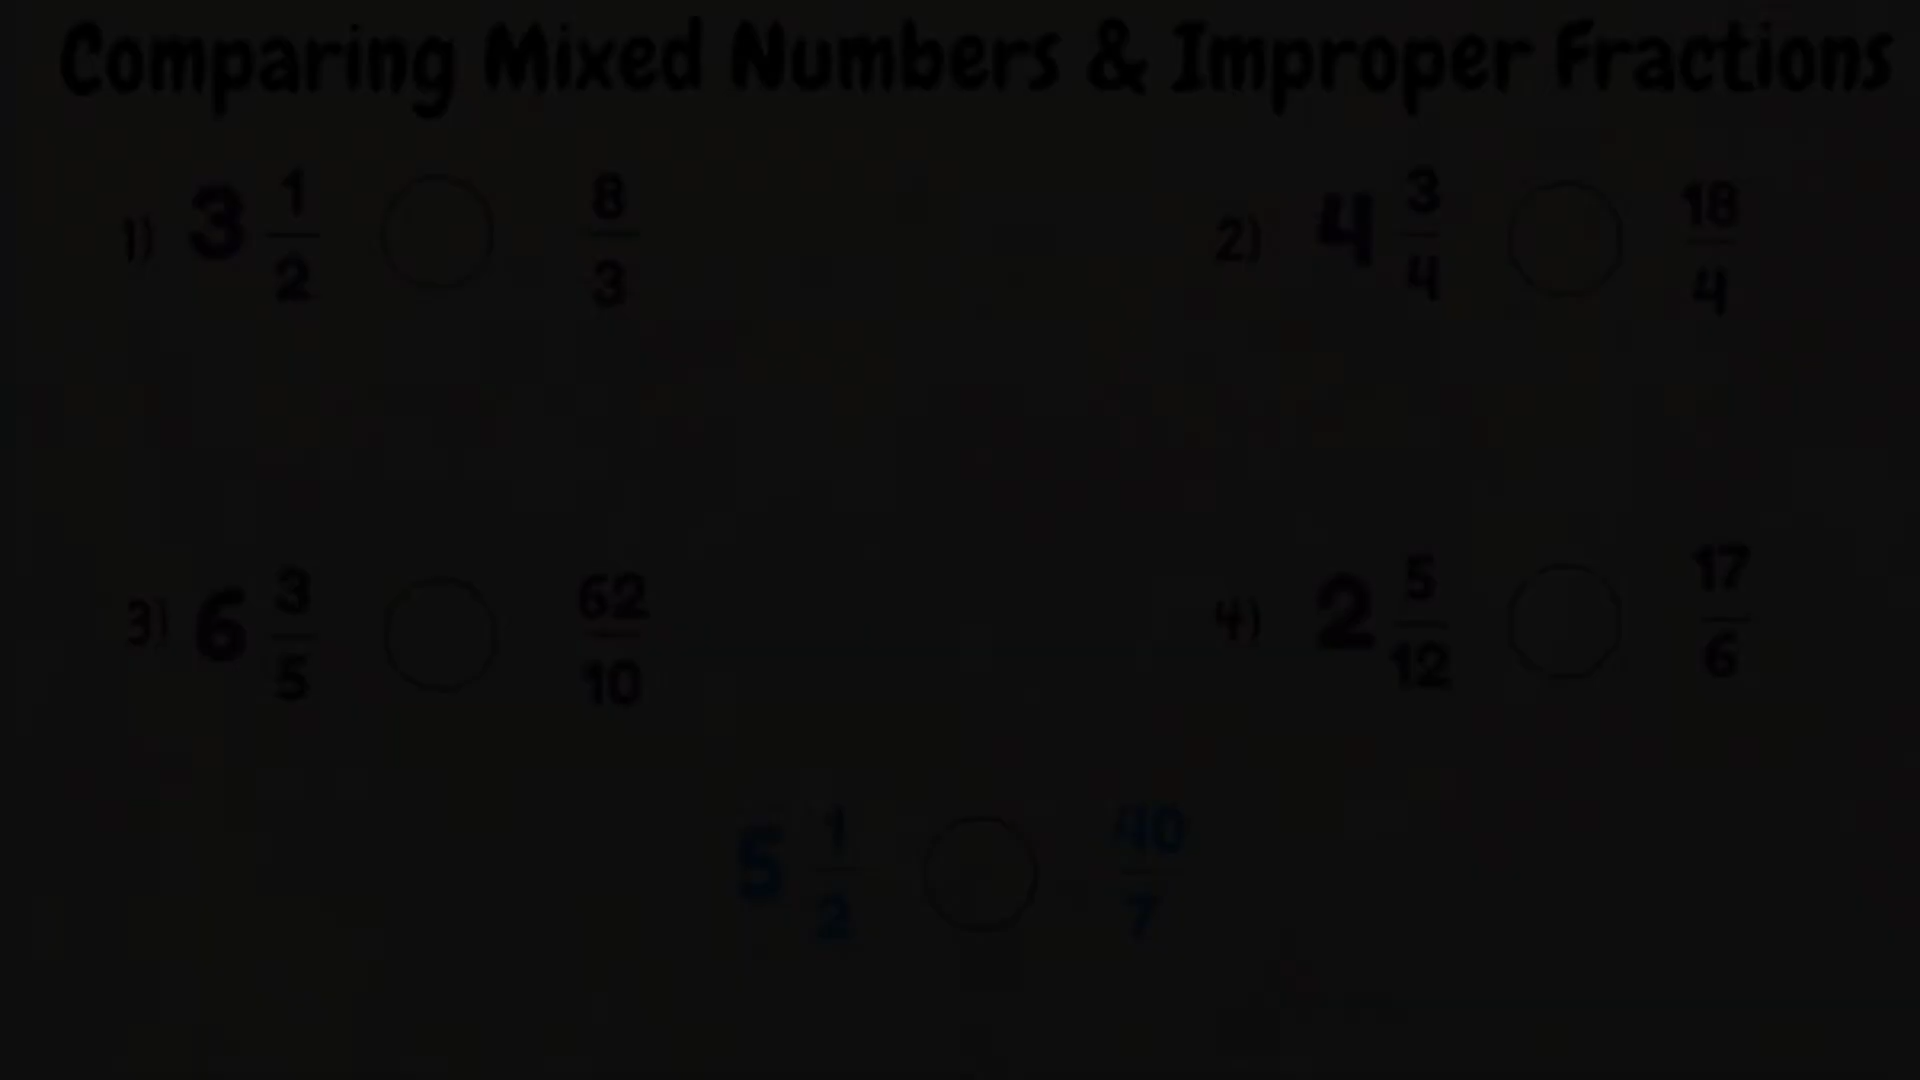 Comparing Mixed Numbers & Improper Fractions
1) 3 1/2 8/3
2) 4 3/4 18/4
3) 6 3/5 62/10
4) 2 5/12 17/6
5 1/2 40/7